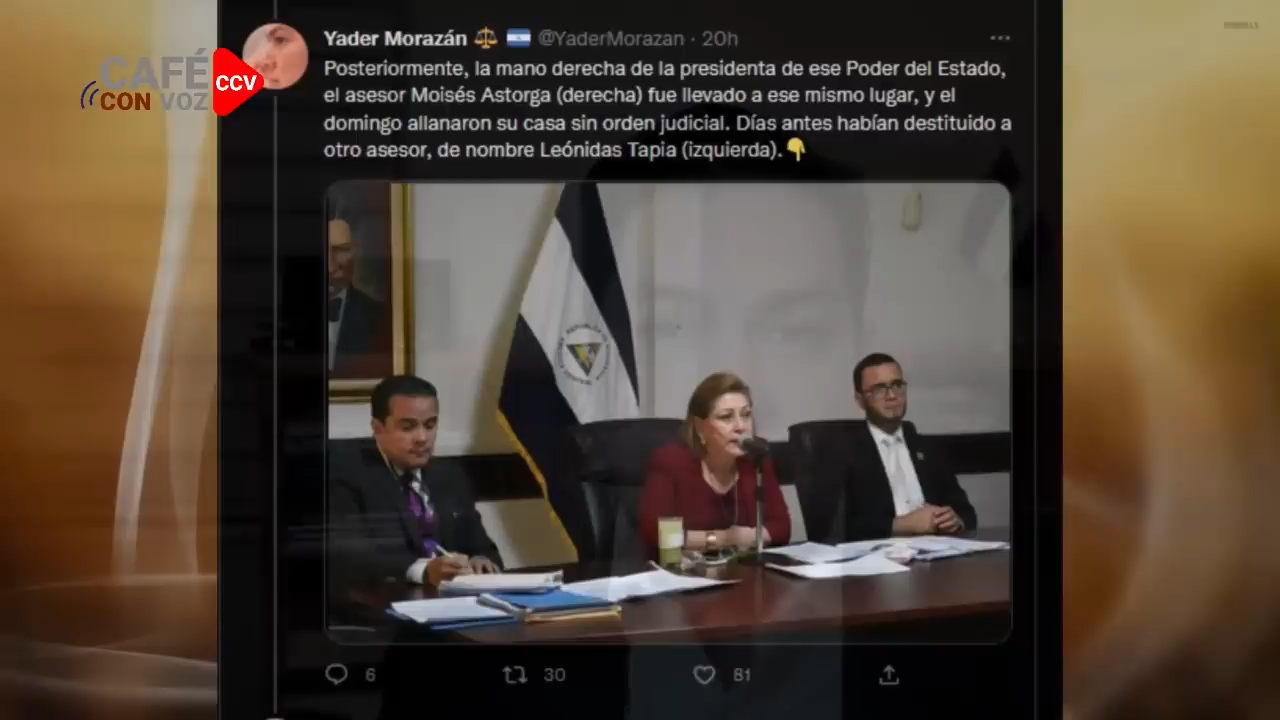 CAFÉ
CON VOZ
CCV
Yader Morazán @YaderMorazan · 20h
Posteriormente, la mano derecha de la presidenta de ese Poder del Estado,
el asesor Moisés Astorga (derecha) fue llevado a ese mismo lugar, y el
domingo allanaron su casa sin orden judicial. Días antes habían destituido a
otro asesor, de nombre Leónidas Tapia (izquierda).
6 30 81